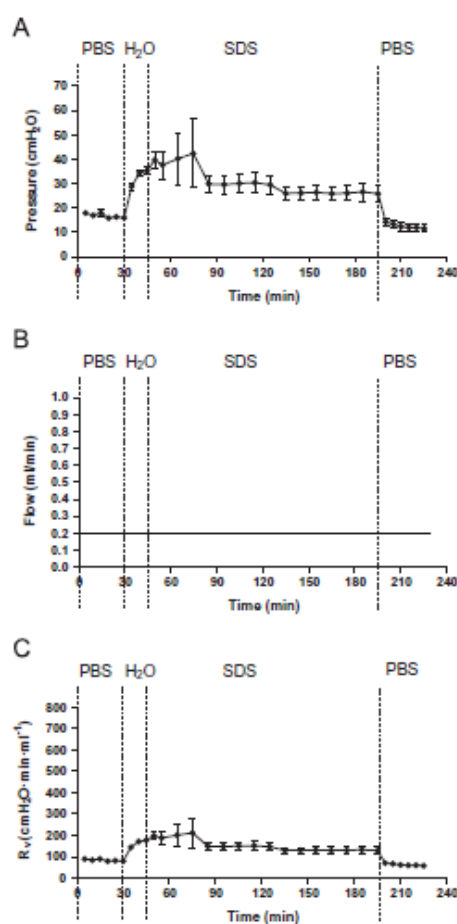 A
PBS H₂O SDS PBS
Pressure (cmH₂O)
70
60
50
40
30
20
10
0
0 30 60 90 120 150 180 210 240
Time (min)
B
PBS H₂O SDS PBS
Flow (ml/min)
1.0
0.9
0.8
0.7
0.6
0.5
0.4
0.3
0.2
0.1
0.0
0 30 60 90 120 150 180 210 240
Time (min)
C
PBS H₂O SDS PBS
Rᵥ(cmH₂O·min·ml⁻¹)
800
700
600
500
400
300
200
100
0
0 30 60 90 120 150 180 210 240
Time (min)